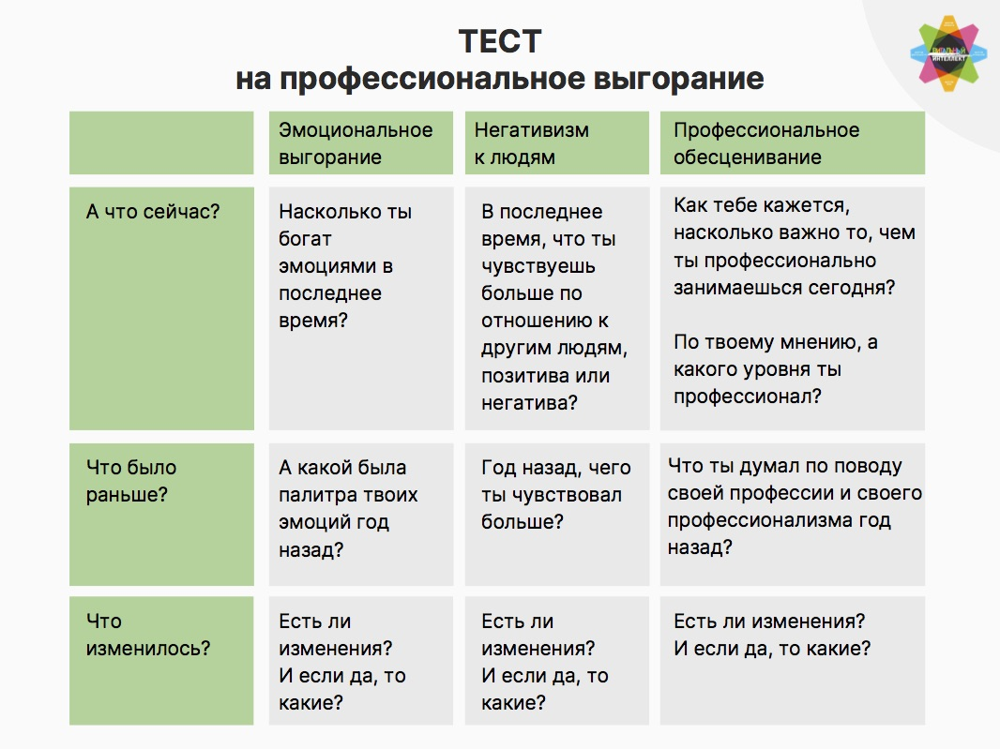 ТЕСТ
на профессиональное выгорание
ИНТЕЛЛЕКТ
Эмоциональное
выгорание
Негативизм
к людям
Профессиональное
обесценивание
А что сейчас?
Насколько ты
богат
эмоциями в
последнее
время?
В последнее
время, что ты
чувствуешь
больше по
отношению к
другим людям,
позитива или
негатива?
Как тебе кажется,
насколько важно то, чем
ты профессионально
занимаешься сегодня?
По твоему мнению, а
какого уровня ты
профессионал?
Что было
раньше?
А какой была
палитра твоих
эмоций год
назад?
Год назад, чего
ты чувствовал
больше?
Что ты думал по поводу
своей профессии и своего
профессионализма год
назад?
Что
изменилось?
Есть ли
изменения?
И если да, то
какие?
Есть ли
изменения?
И если да, то
какие?
Есть ли изменения?
И если да, то какие?